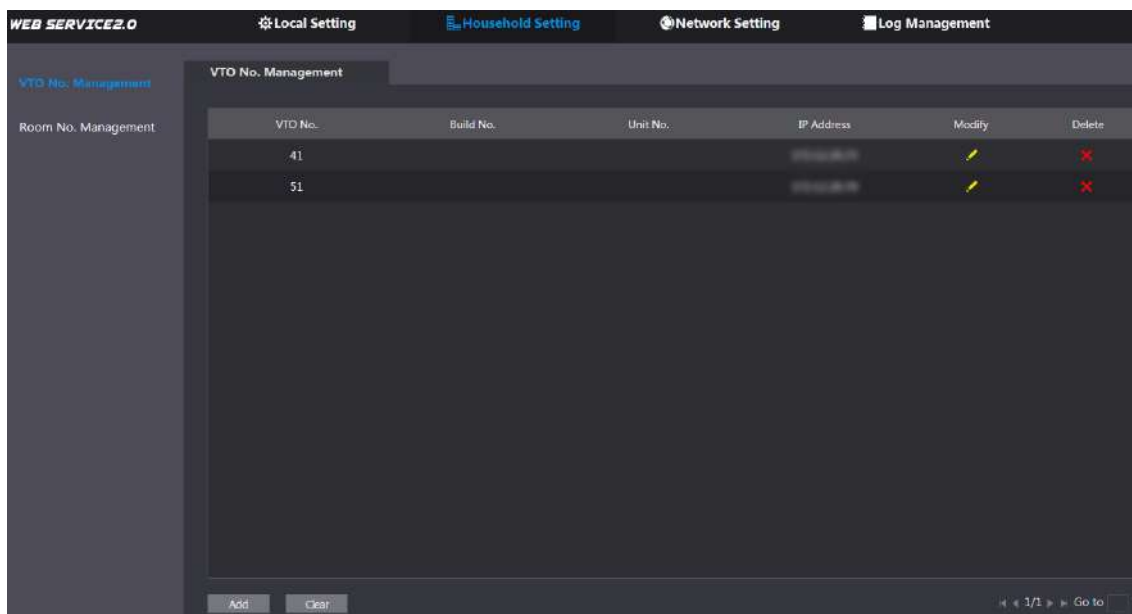 WEB SERVICE2.0 Local Setting Household Setting Network Setting Log Management
VTO No. Management
VTO No. Management
Room No. Management
VTO No. Build No. Unit No. IP Address Modify Delete
41
51
Add Clear 1/1 Go to